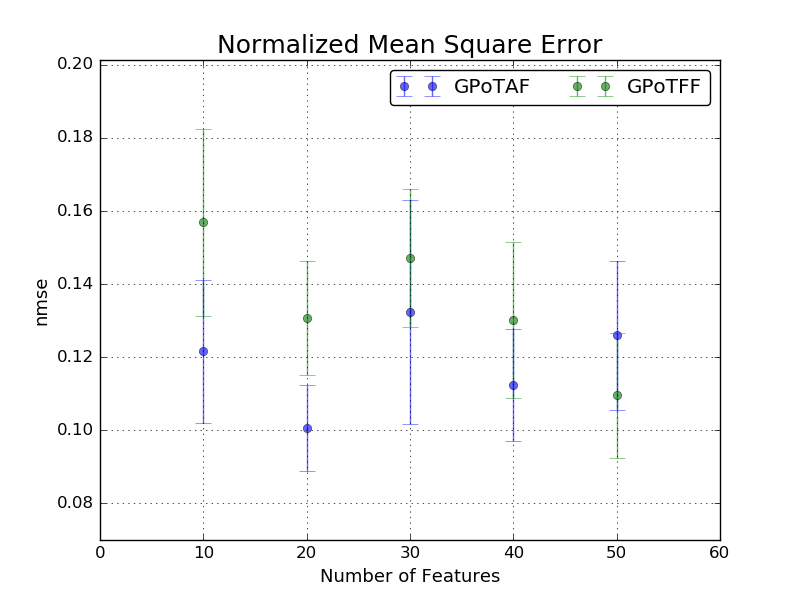 Normalized Mean Square Error
GPoTAF GPoTFF
0.20
0.18
0.16
0.14
0.12
0.10
0.08
nmse
0 10 20 30 40 50 60
Number of Features